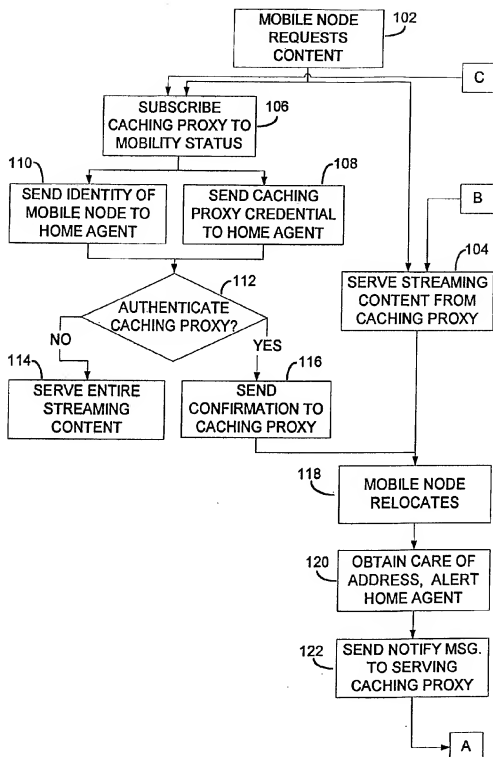 MOBILE NODE
REQUESTS
CONTENT
102
C
SUBSCRIBE
CACHING PROXY TO
MOBILITY STATUS
106
110
108
SEND IDENTITY OF
MOBILE NODE TO
HOME AGENT
SEND CACHING
PROXY CREDENTIAL
TO HOME AGENT
B
104
112
AUTHENTICATE
CACHING PROXY?
SERVE STREAMING
CONTENT FROM
CACHING PROXY
NO
YES
114
116
SERVE ENTIRE
STREAMING
CONTENT
SEND
CONFIRMATION TO
CACHING PROXY
118
MOBILE NODE
RELOCATES
120
OBTAIN CARE OF
ADDRESS, ALERT
HOME AGENT
122
SEND NOTIFY MSG.
TO SERVING
CACHING PROXY
A